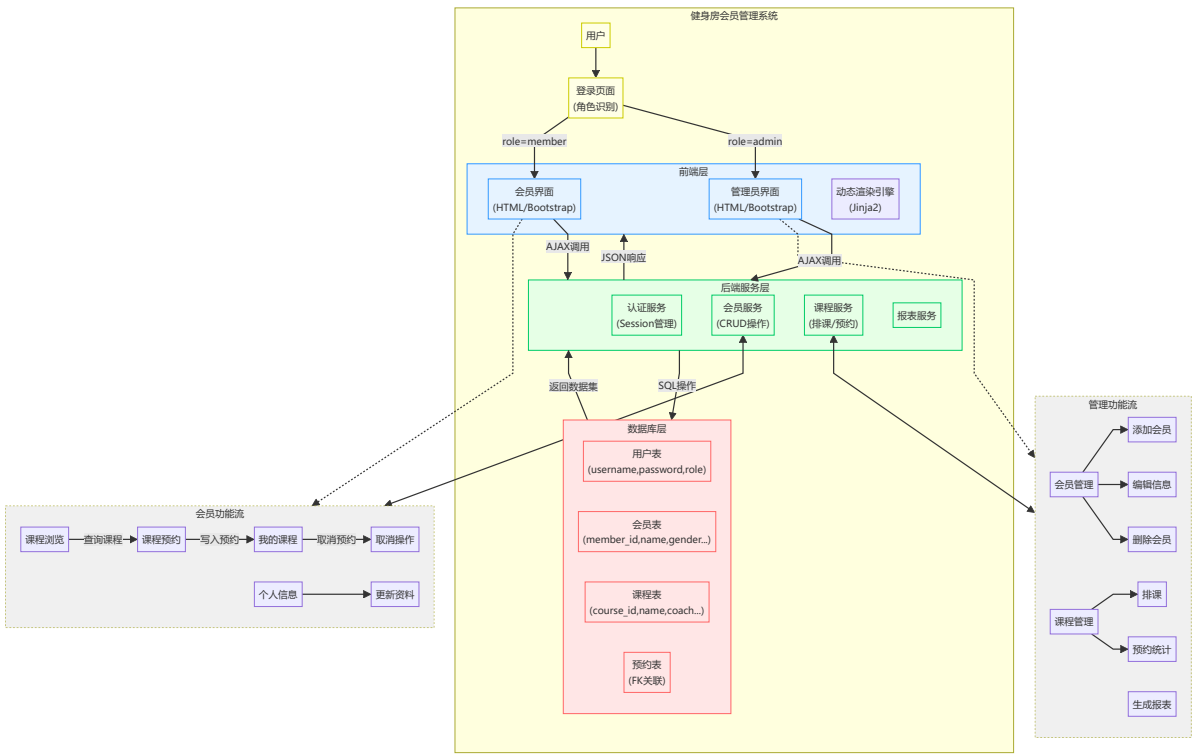 健身房会员管理系统
用户
登录页面
(角色识别)
role=member
role=admin
前端层
会员界面
(HTML/Bootstrap)
管理员界面
(HTML/Bootstrap)
动态渲染引擎
(Jinja2)
AJAX调用
JSON响应
AJAX调用
后端服务层
认证服务
(Session管理)
会员服务
(CRUD操作)
课程服务
(排课/预约)
报表服务
返回数据集
SQL操作
数据库层
用户表
(username,password,role)
会员表
(member_id,name,gender...)
课程表
(course_id,name,coach...)
预约表
(FK关联)
会员功能流
课程浏览
查询课程
课程预约
写入预约
我的课程
取消预约
取消操作
个人信息
更新资料
管理功能流
会员管理
添加会员
编辑信息
删除会员
课程管理
排课
预约统计
生成报表